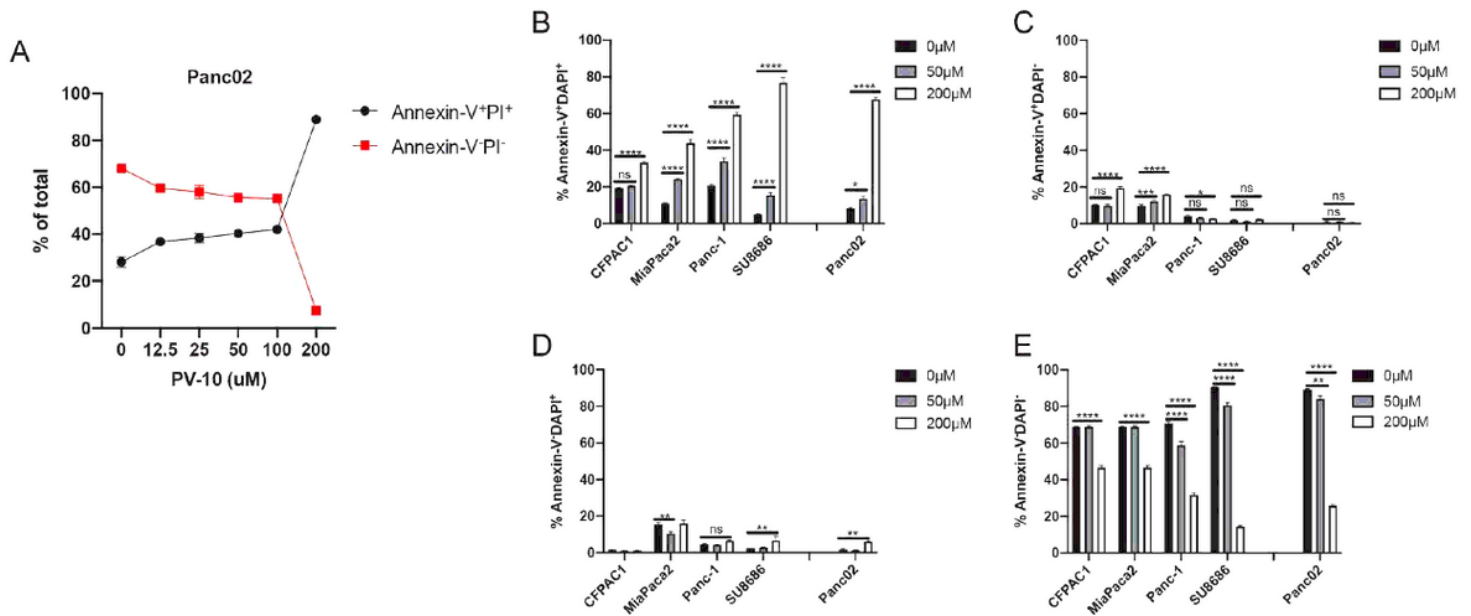 A
Panc02
% of total
100
80
60
40
20
0
0 12.5 25 50 100 200
PV-10 (uM)
Annexin-V⁺PI⁺
Annexin-V⁻PI⁻
B
% Annexin-V⁺DAPI⁺
100
80
60
40
20
0
**** ns
**** ****
**** ****
**** ****
**** *
CFPAC1 MiaPaca2 Panc-1 SU8686 Panc02
0µM
50µM
200µM
C
% Annexin-V⁺DAPI⁻
100
80
60
40
20
0
**** ns
**** ***
* ns
ns ns
ns ns
CFPAC1 MiaPaca2 Panc-1 SU8686 Panc02
0µM
50µM
200µM
D
% Annexin-V⁻DAPI⁺
100
80
60
40
20
0
** ns ** **
CFPAC1 MiaPaca2 Panc-1 SU8686 Panc02
0µM
50µM
200µM
E
% Annexin-V⁻DAPI⁻
100
80
60
40
20
0
****
****
**** ****
**** ****
**** **
CFPAC1 MiaPaca2 Panc-1 SU8686 Panc02
0µM
50µM
200µM